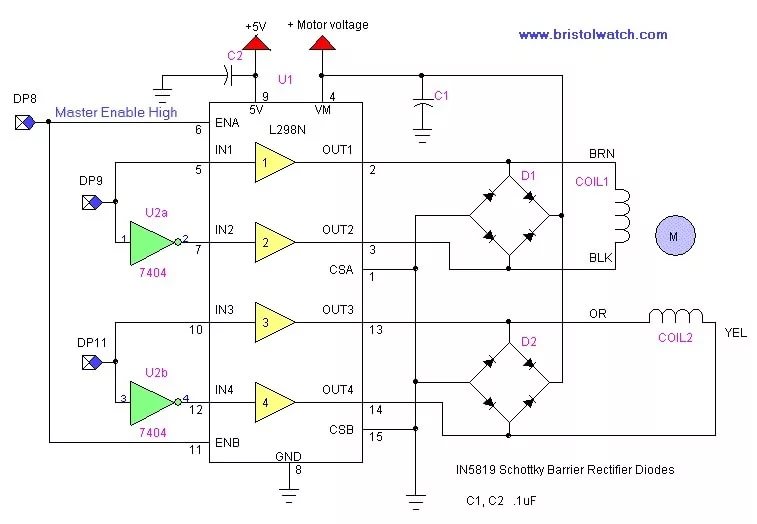 +5V
+ Motor voltage
www.bristolwatch.com
C2
U1
DP8
9
4
C1
5V
VM
Master Enable High
6
ENA
L298N
IN1
1
OUT1
BRN
5
2
DP9
D1
COIL1
U2a
IN2
OUT2
1
2
7
2
3
M
7404
CSA
BLK
1
IN3
3
OUT3
OR
10
13
DP11
D2
COIL2
YEL
U2b
IN4
OUT4
3
4
12
4
14
7404
CSB
15
ENB
11
GND
8
IN5819 Schottky Barrier Rectifier Diodes
C1, C2 .1uF